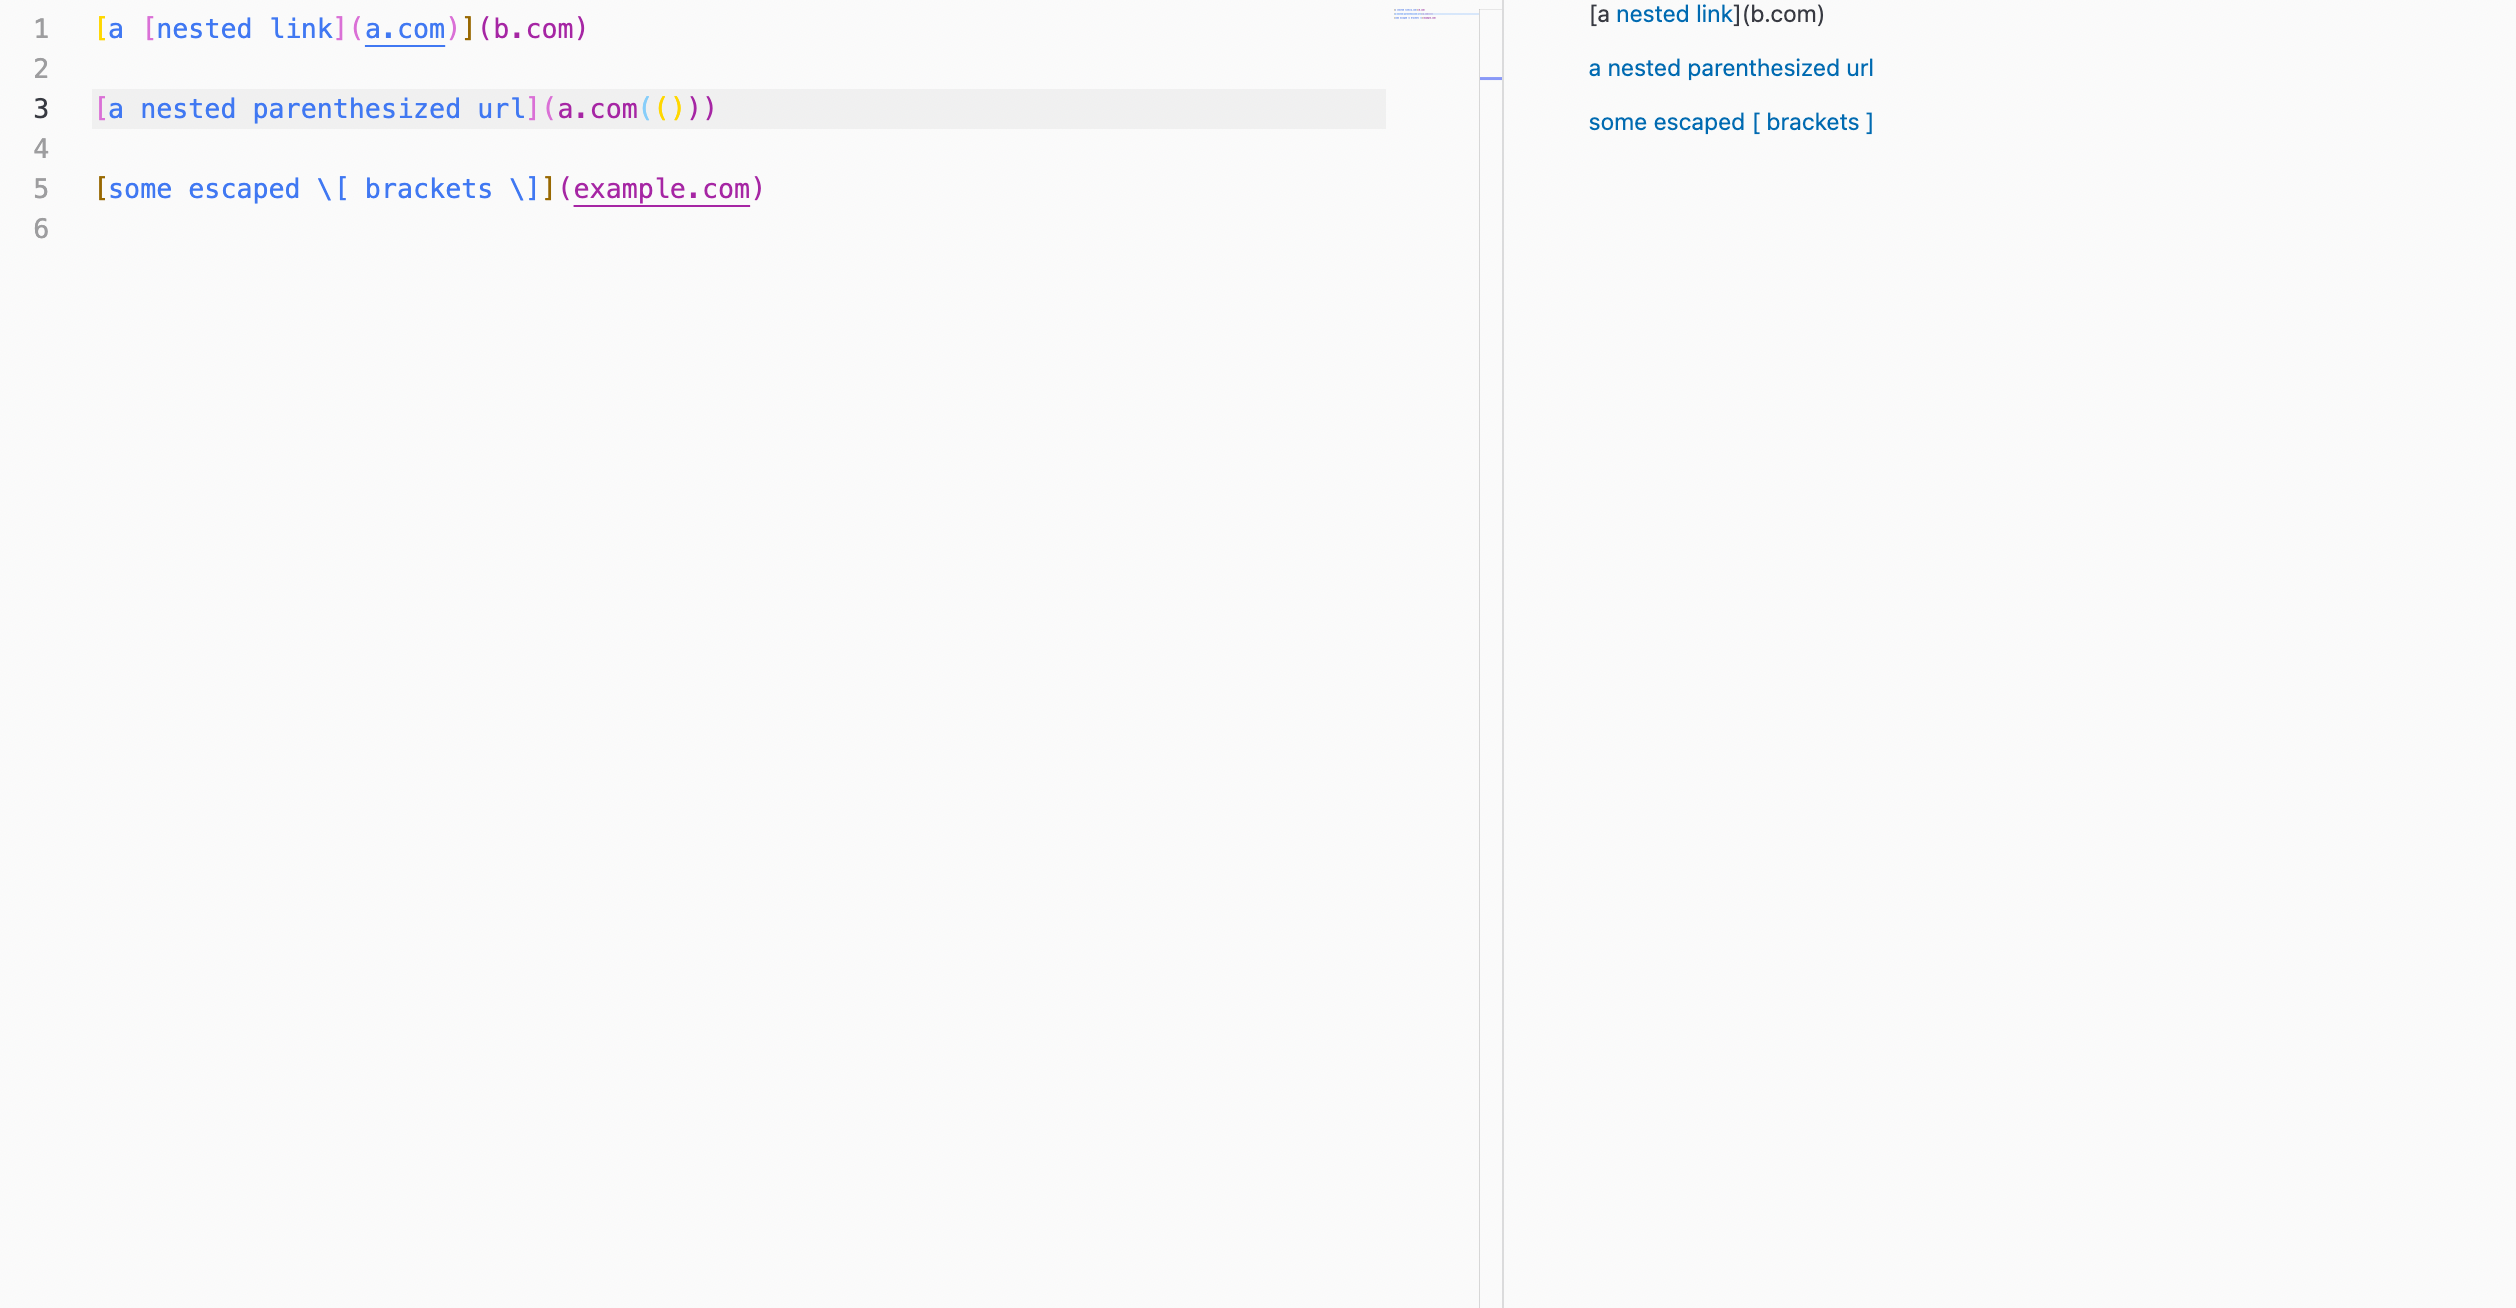 1 [a [nested link](a.com)](b.com)
2
3 [a nested parenthesized url](a.com(()))
4
5 [some escaped \[ brackets \]](example.com)
6
[a nested link](b.com)
a nested parenthesized url
some escaped [ brackets ]